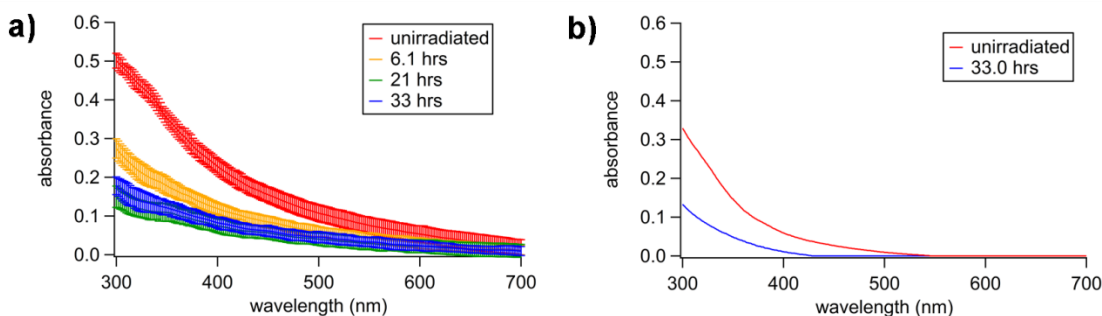 a)
0.6
0.5
0.4
0.3
0.2
0.1
0.0
absorbance
300
400
500
600
700
wavelength (nm)
unirradiated
6.1 hrs
21 hrs
33 hrs
b)
0.6
0.5
0.4
0.3
0.2
0.1
0.0
absorbance
300
400
500
600
700
wavelength (nm)
unirradiated
33.0 hrs